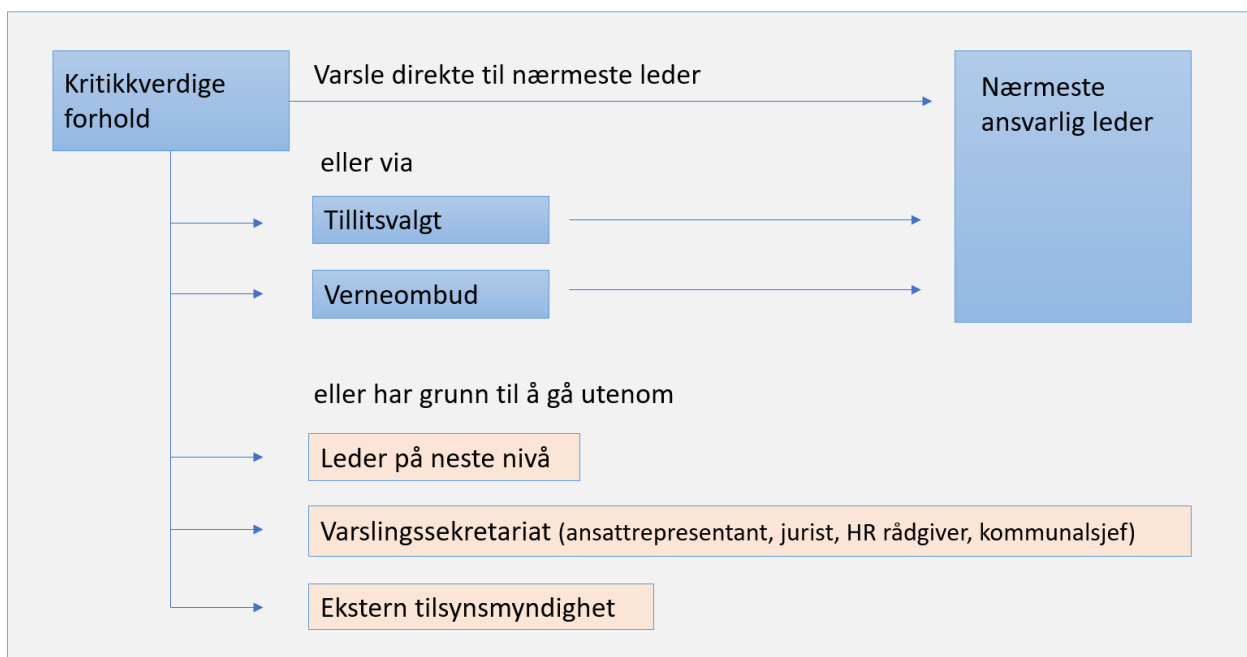 Kritikkverdige
forhold
Varsle direkte til nærmeste leder
Nærmeste
ansvarlig leder
eller via
Tillitsvalgt
Verneombud
eller har grunn til å gå utenom
Leder på neste nivå
Varslingssekretariat (ansattrepresentant, jurist, HR rådgiver, kommunalsjef)
Ekstern tilsynsmyndighet